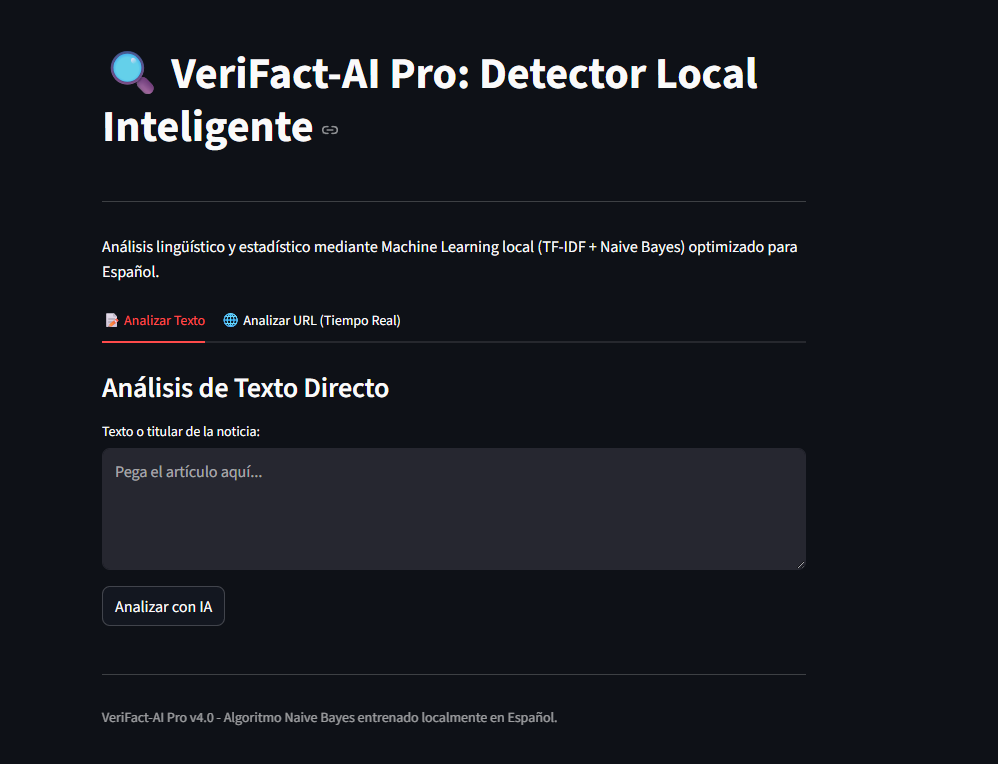 VeriFact-AI Pro: Detector Local
Inteligente
Análisis lingüístico y estadístico mediante Machine Learning local (TF-IDF + Naive Bayes) optimizado para
Español.
Analizar Texto
Analizar URL (Tiempo Real)
Análisis de Texto Directo
Texto o titular de la noticia:
Pega el artículo aquí...
Analizar con IA
VeriFact-AI Pro v4.0 - Algoritmo Naive Bayes entrenado localmente en Español.